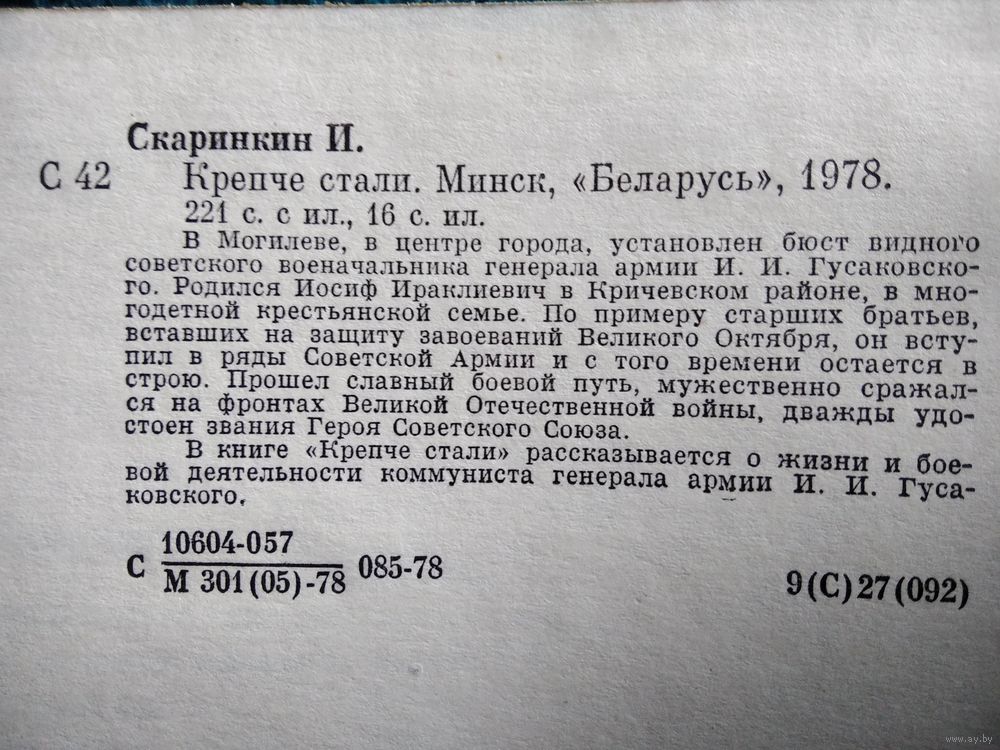 Скаринкин И.
С 42 Крепче стали. Минск, «Беларусь», 1978.
221 с. с ил., 16 с. ил.
В Могилеве, в центре города, установлен бюст видного
советского военачальника генерала армии И. И. Гусаковско-
го. Родился Иосиф Ираклиевич в Кричевском районе, в мно-
годетной крестьянской семье. По примеру старших братьев,
вставших на защиту завоеваний Великого Октября, он всту-
пил в ряды Советской Армии и с того времени остается в
строю. Прошел славный боевой путь, мужественно сражал-
ся на фронтах Великой Отечественной войны, дважды удо-
стоен звания Героя Советского Союза.
В книге «Крепче стали» рассказывается о жизни и бое-
вой деятельности коммуниста генерала армии И. И. Гуса-
ковского.
С 10604-057
М 301(05)-78 085-78
9(С)27(092)
www.ay.by